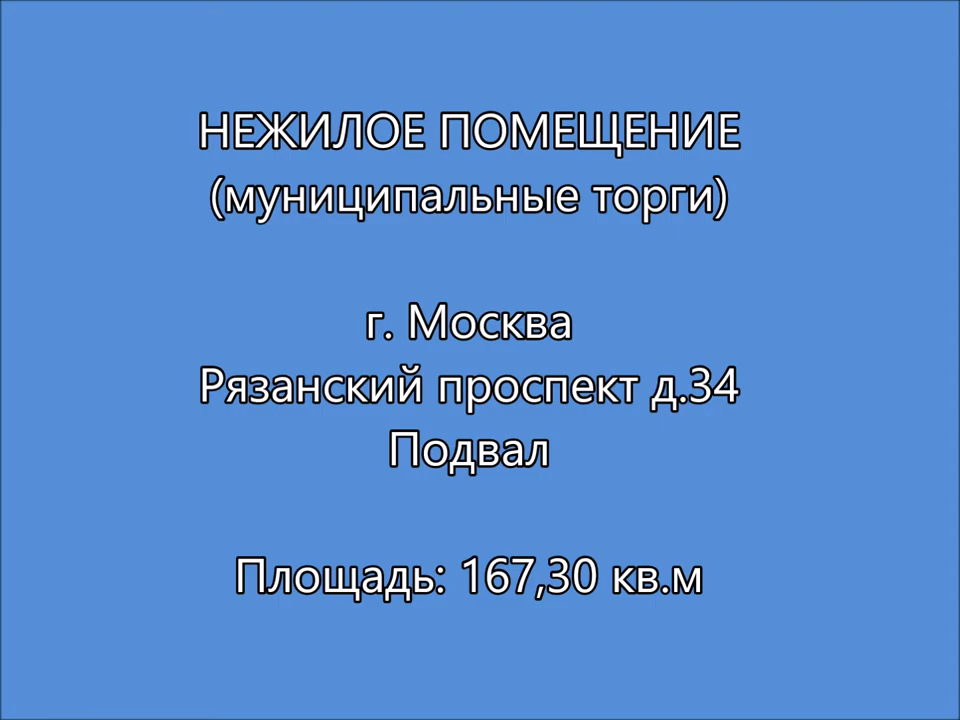 НЕЖИЛОЕ ПОМЕЩЕНИЕ
(муниципальные торги)
г. Москва
Рязанский проспект д.34
Подвал
Площадь: 167,30 кв.м